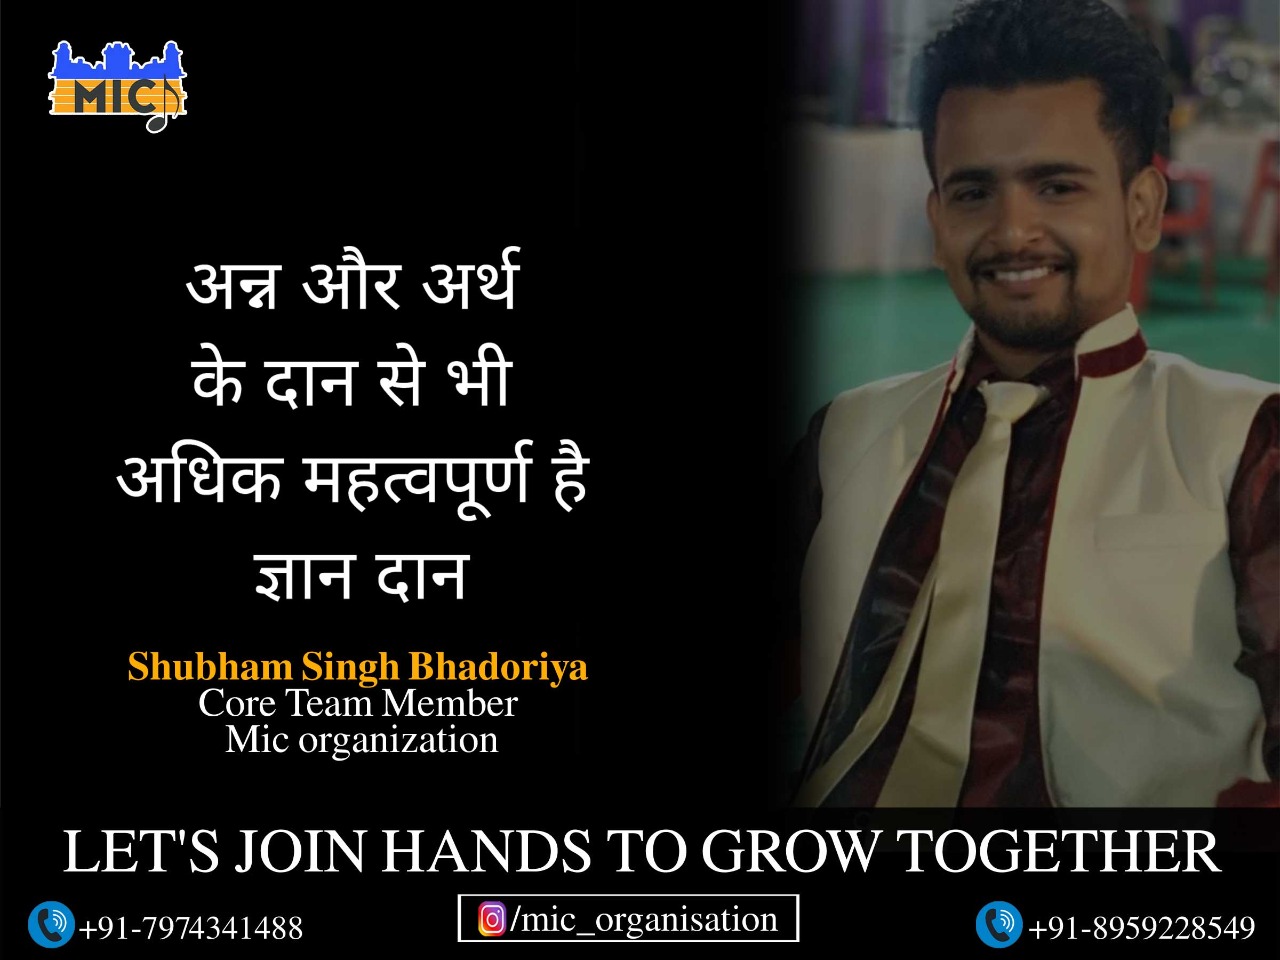 MIC
अन्न और अर्थ
के दान से भी
अधिक महत्वपूर्ण है
ज्ञान दान
Shubham Singh Bhadoriya
Core Team Member
Mic organization
LET'S JOIN HANDS TO GROW TOGETHER
+91-7974341488
/mic_organisation
+91-8959228549